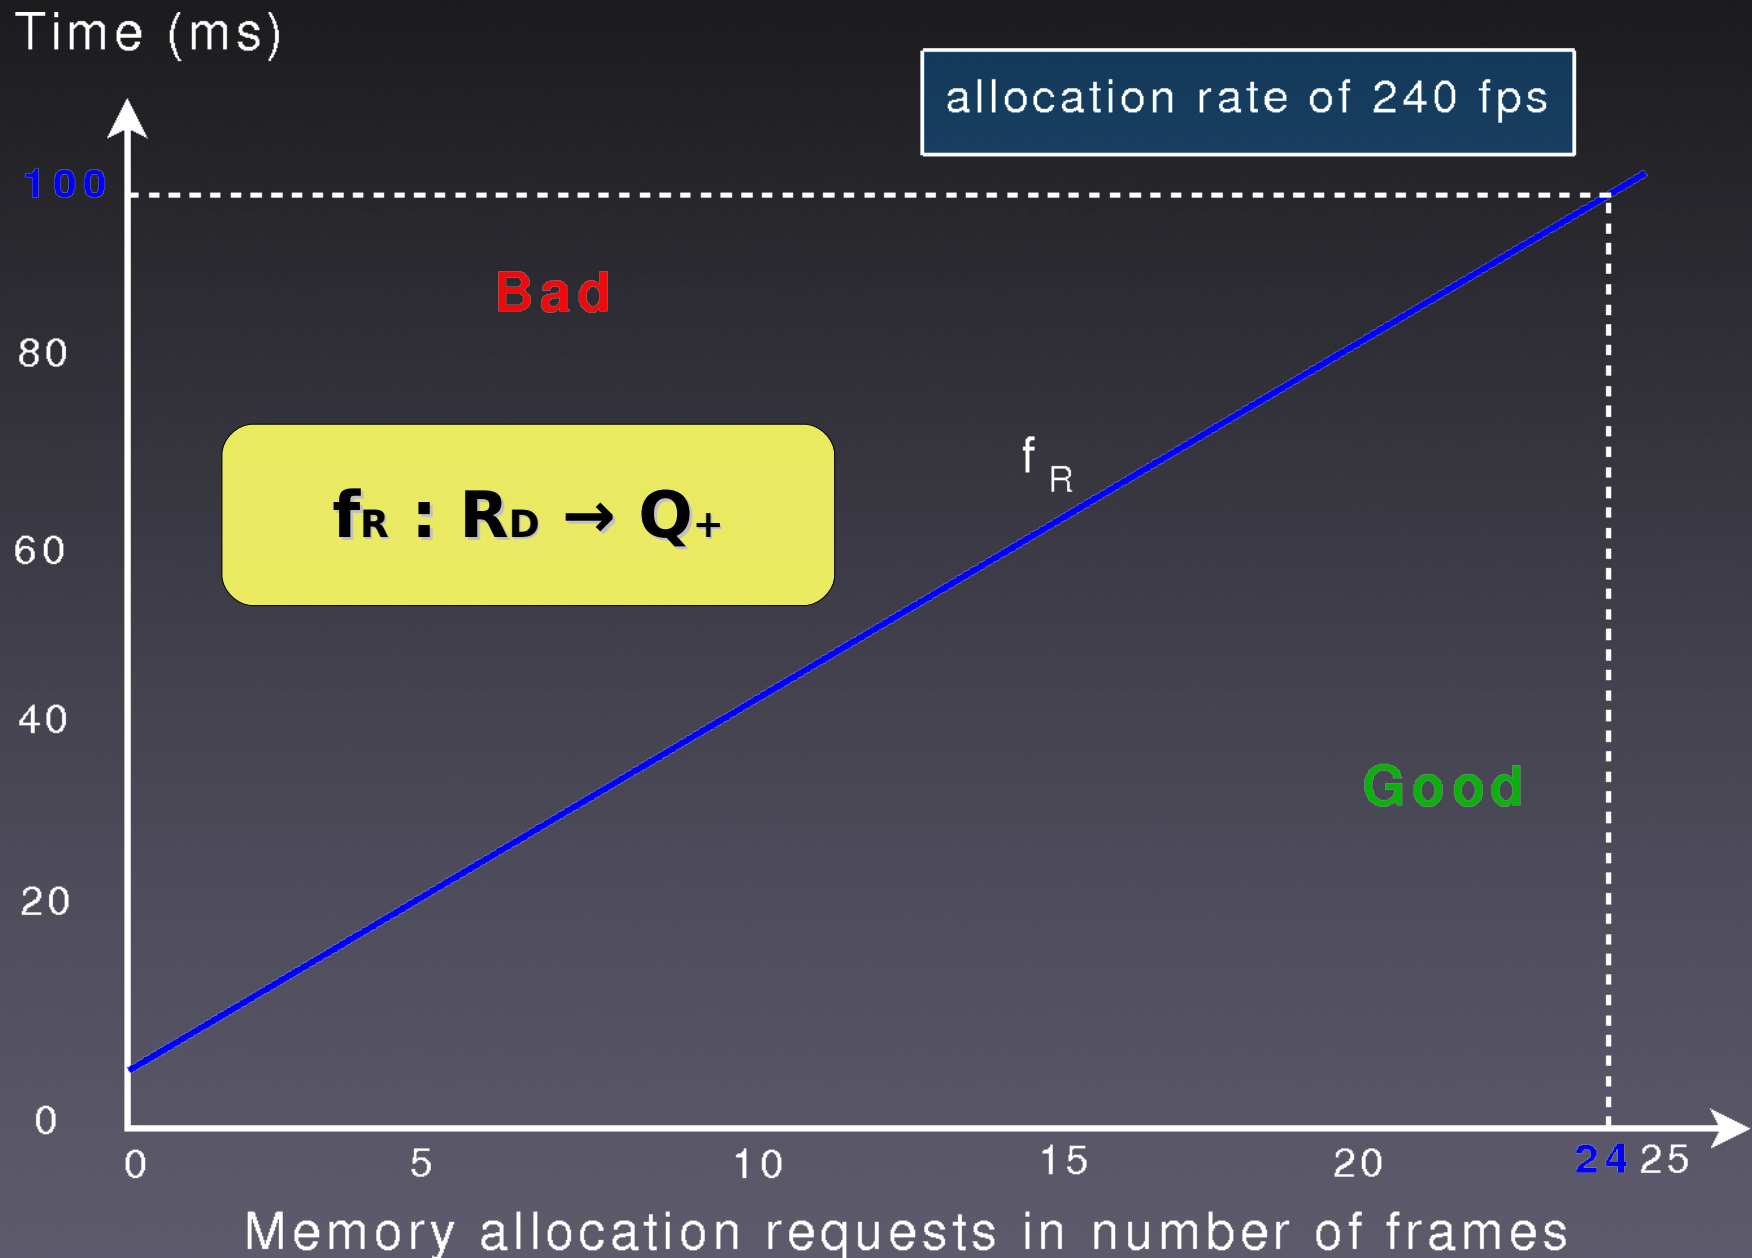 Time (ms)
allocation rate of 240 fps
100
Bad
80
f R
fR : RD → Q+
60
40
Good
20
0
0 5 10 15 20 24 25
Memory allocation requests in number of frames